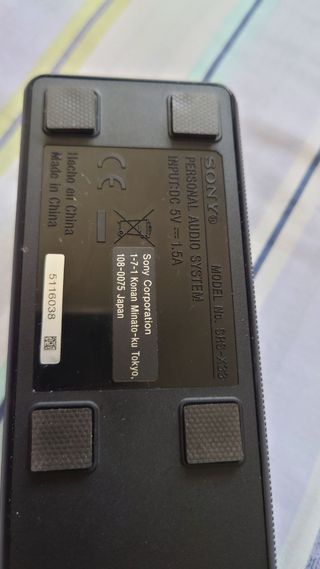 SONY®
MODEL No. SRS-X33
PERSONAL AUDIO SYSTEM
INPUT:DC 5V ⎓ 1.5A
CE
Sony Corporation
1-7-1 Konan Minato-ku Tokyo,
108-0075 Japan
Hecho en China
Made in China
5116038